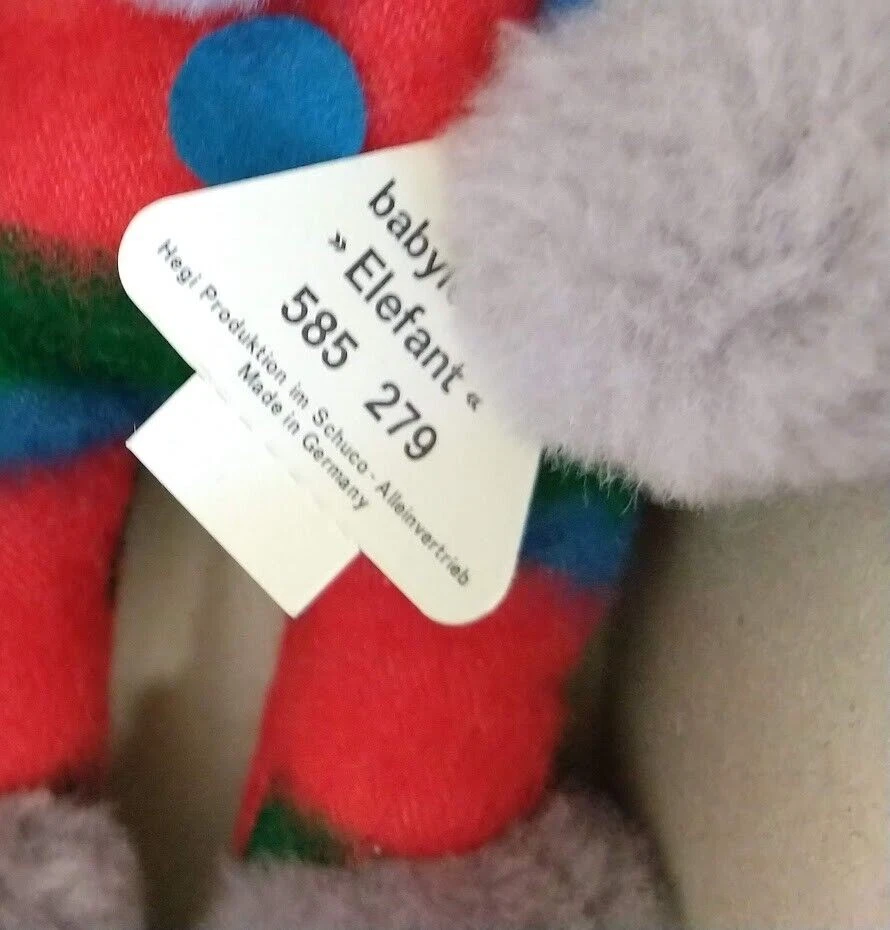 » Elefant «
585 279
Hegi Produktion im Schuco - Alleinvertrieb
Made in Germany